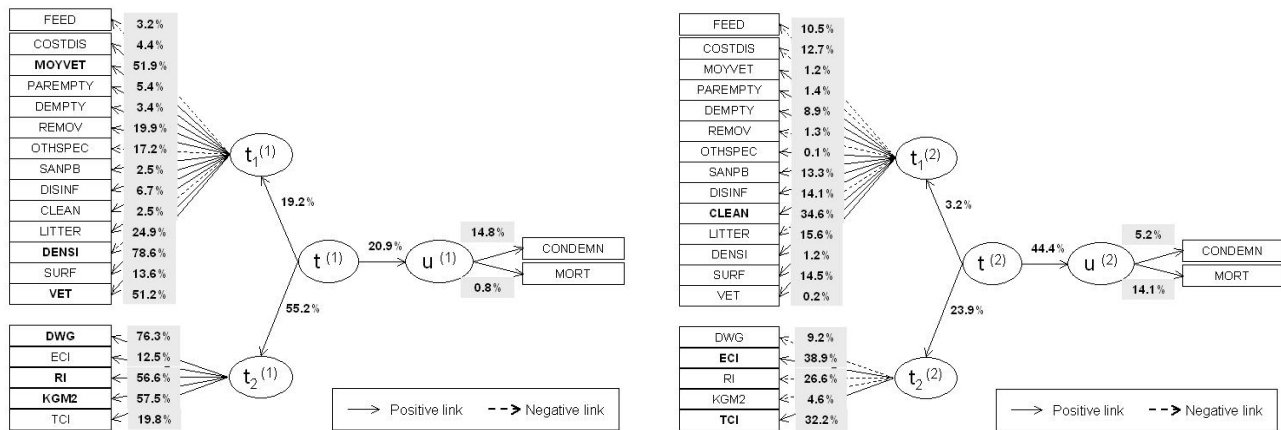 FEED 3.2%
COSTDIS 4.4%
MOYVET 51.9%
PAREMPTY 5.4%
DEMPTY 3.4%
REMOV 19.9%
OTHSPEC 17.2%
SANPB 2.5%
DISINF 6.7%
CLEAN 2.5%
LITTER 24.9%
DENSI 78.6%
SURF 13.6%
VET 51.2%
t1(1)
19.2%
t(1)
20.9%
u(1)
14.8%
CONDEMN
MORT
0.8%
55.2%
DWG 76.3%
ECI 12.5%
RI 56.6%
KGM2 57.5%
TCI 19.8%
t2(1)
Positive link
Negative link
FEED 10.5%
COSTDIS 12.7%
MOYVET 1.2%
PAREMPTY 1.4%
DEMPTY 8.9%
REMOV 1.3%
OTHSPEC 0.1%
SANPB 13.3%
DISINF 14.1%
CLEAN 34.6%
LITTER 15.6%
DENSI 1.2%
SURF 14.5%
VET 0.2%
t1(2)
3.2%
t(2)
44.4%
u(2)
5.2%
CONDEMN
MORT
14.1%
23.9%
DWG 9.2%
ECI 38.9%
RI 26.6%
KGM2 4.6%
TCI 32.2%
t2(2)
Positive link
Negative link